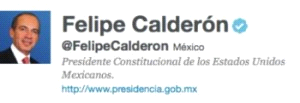 Felipe Calderón
@FelipeCalderon México
Presidente Constitucional de los Estados Unidos
Mexicanos.
http://www.presidencia.gob.mx